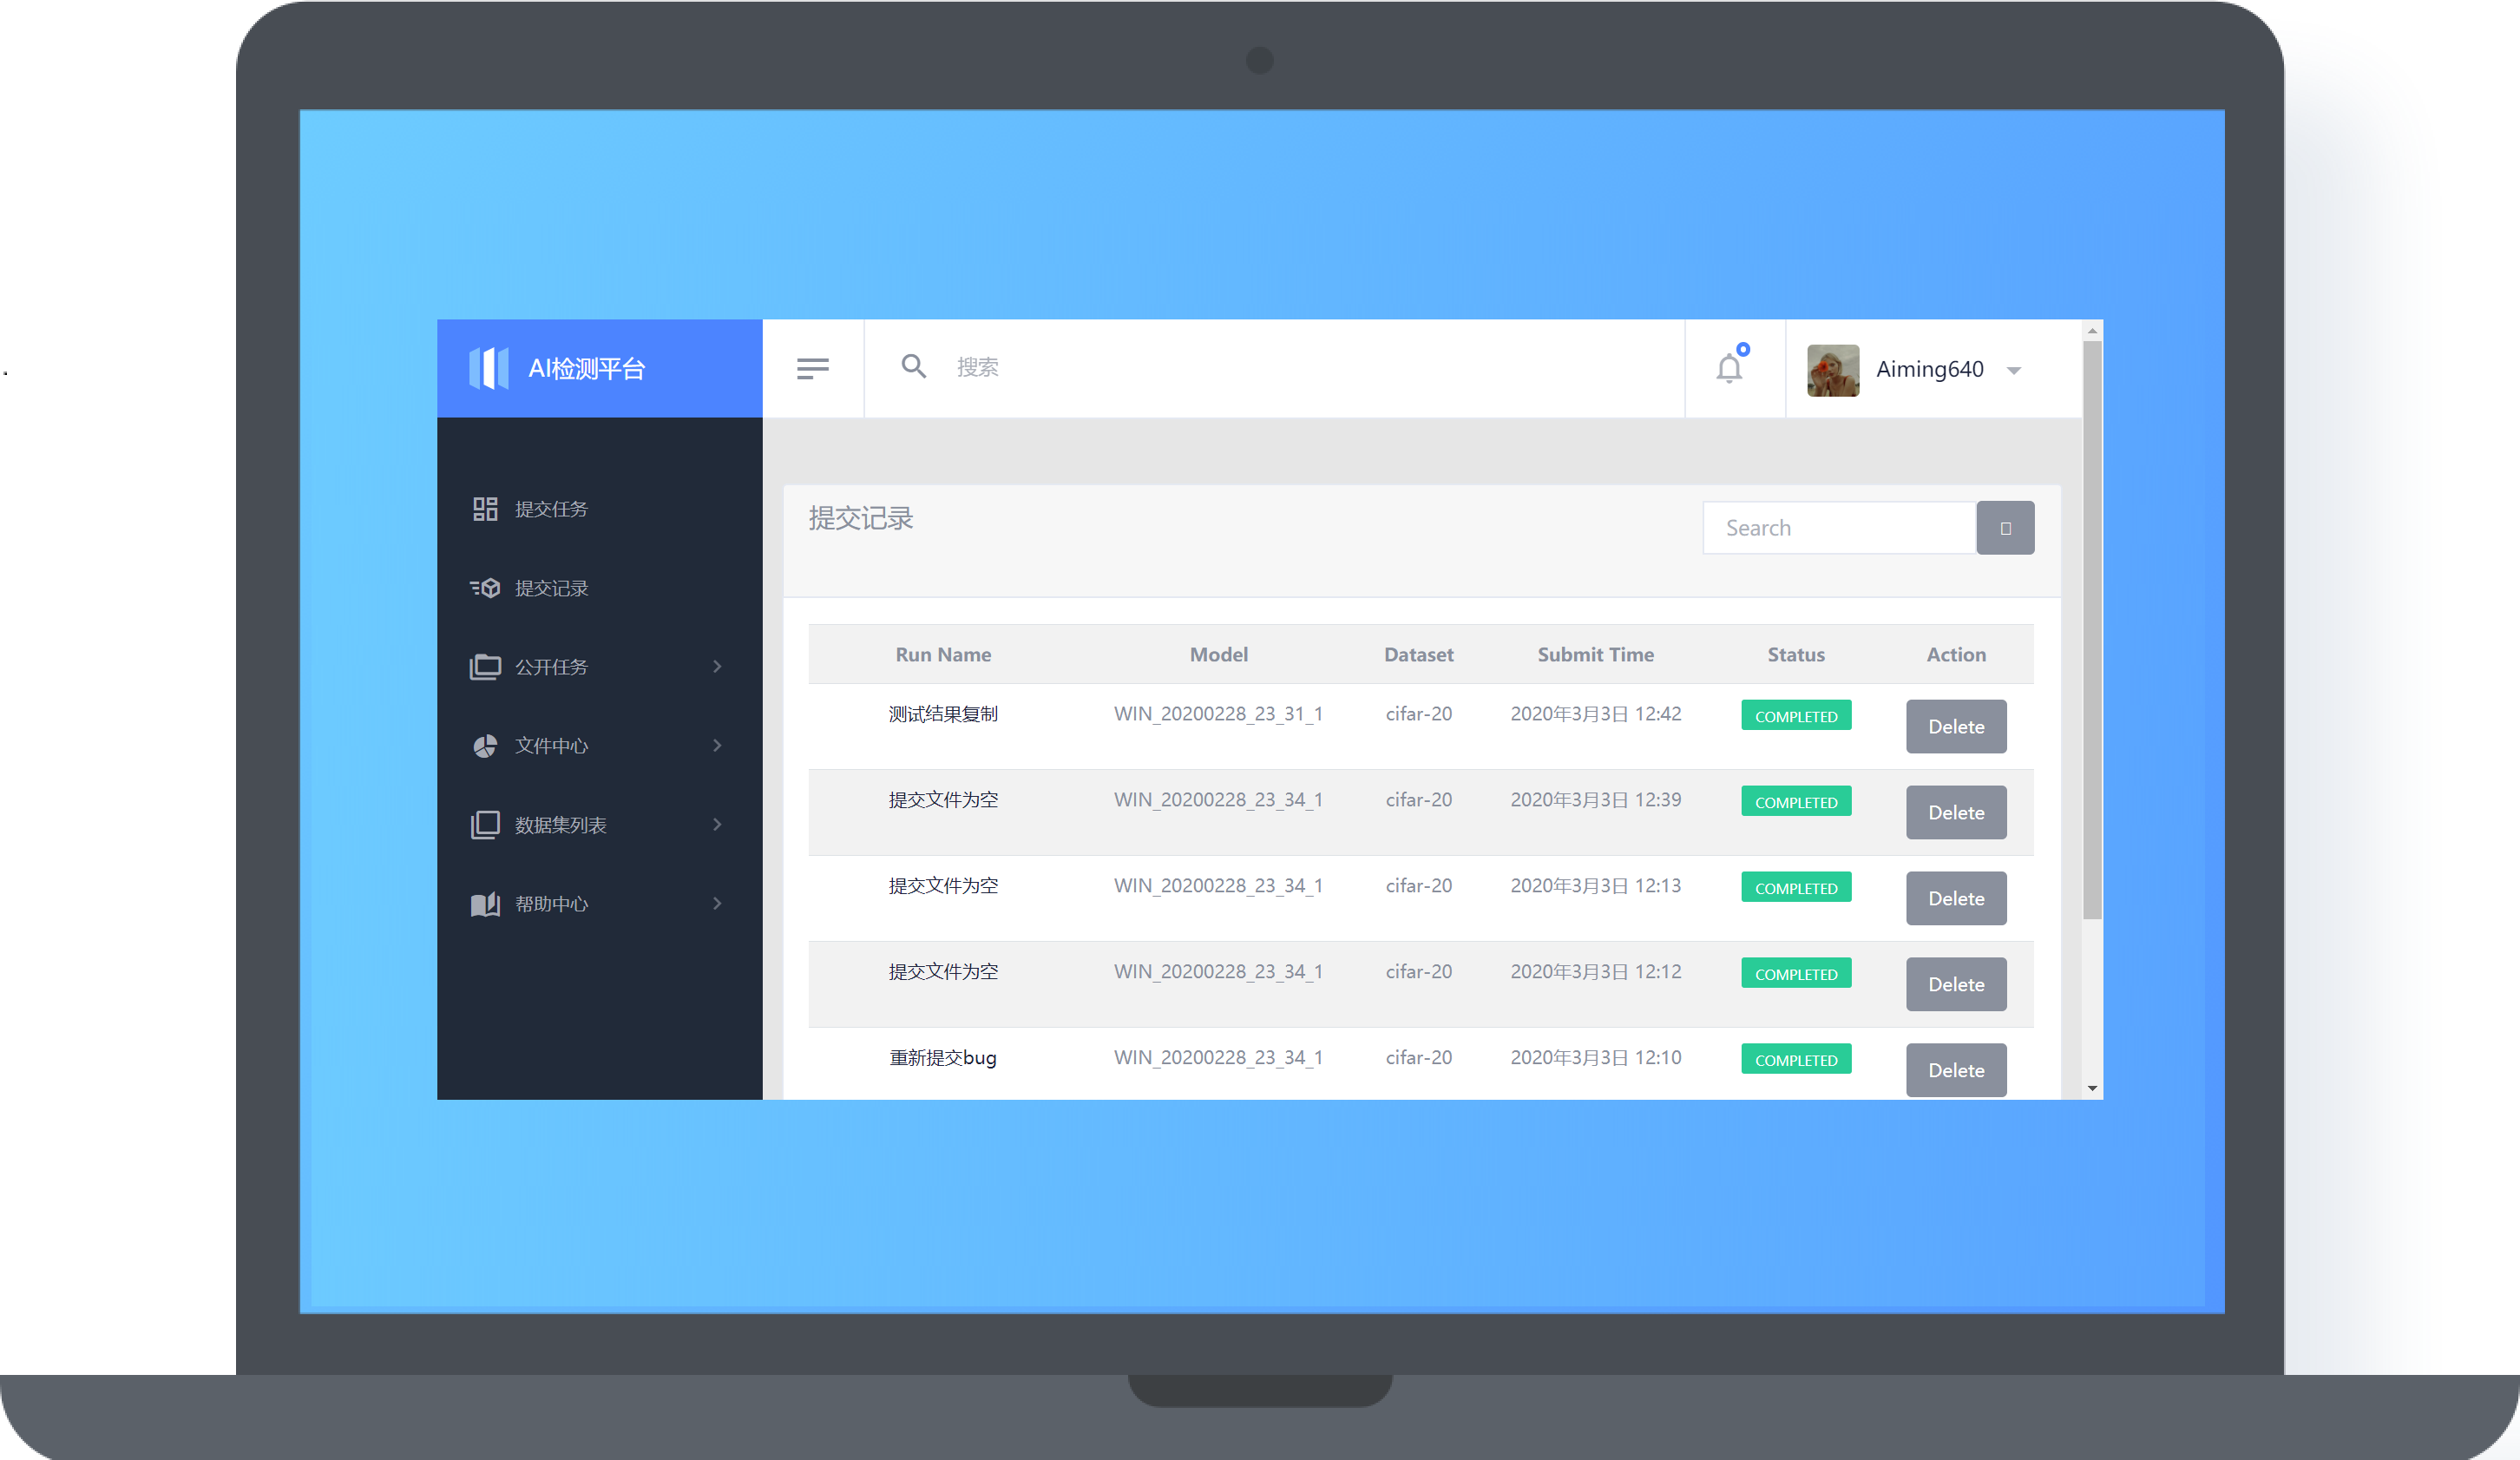 AI检测平台
搜索
Aiming640
提交任务
提交记录
公开任务
文件中心
数据集列表
帮助中心
提交记录
Search
Run Name Model Dataset Submit Time Status Action
测试结果复制 WIN_20200228_23_31_1 cifar-20 2020年3月3日 12:42 COMPLETED Delete
提交文件为空 WIN_20200228_23_34_1 cifar-20 2020年3月3日 12:39 COMPLETED Delete
提交文件为空 WIN_20200228_23_34_1 cifar-20 2020年3月3日 12:13 COMPLETED Delete
提交文件为空 WIN_20200228_23_34_1 cifar-20 2020年3月3日 12:12 COMPLETED Delete
重新提交bug WIN_20200228_23_34_1 cifar-20 2020年3月3日 12:10 COMPLETED Delete